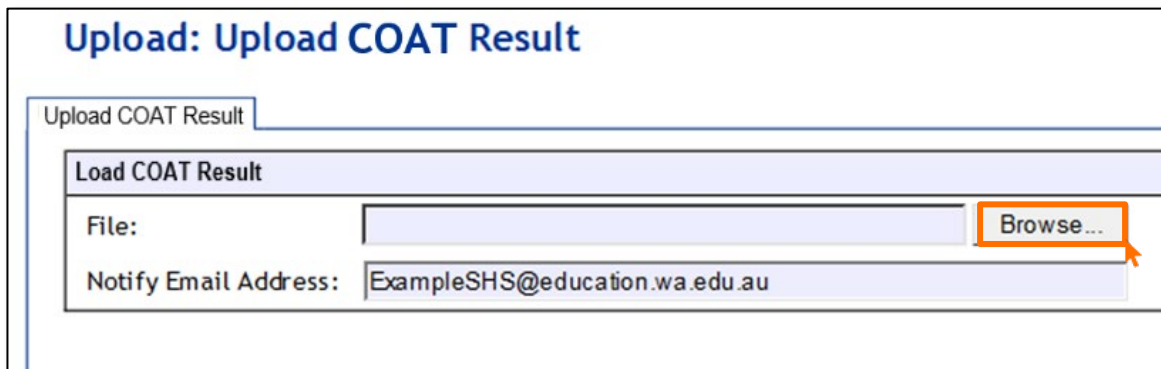 Upload: Upload COAT Result
Upload COAT Result
Load COAT Result
File: Browse...
Notify Email Address: ExampleSHS@education.wa.edu.au